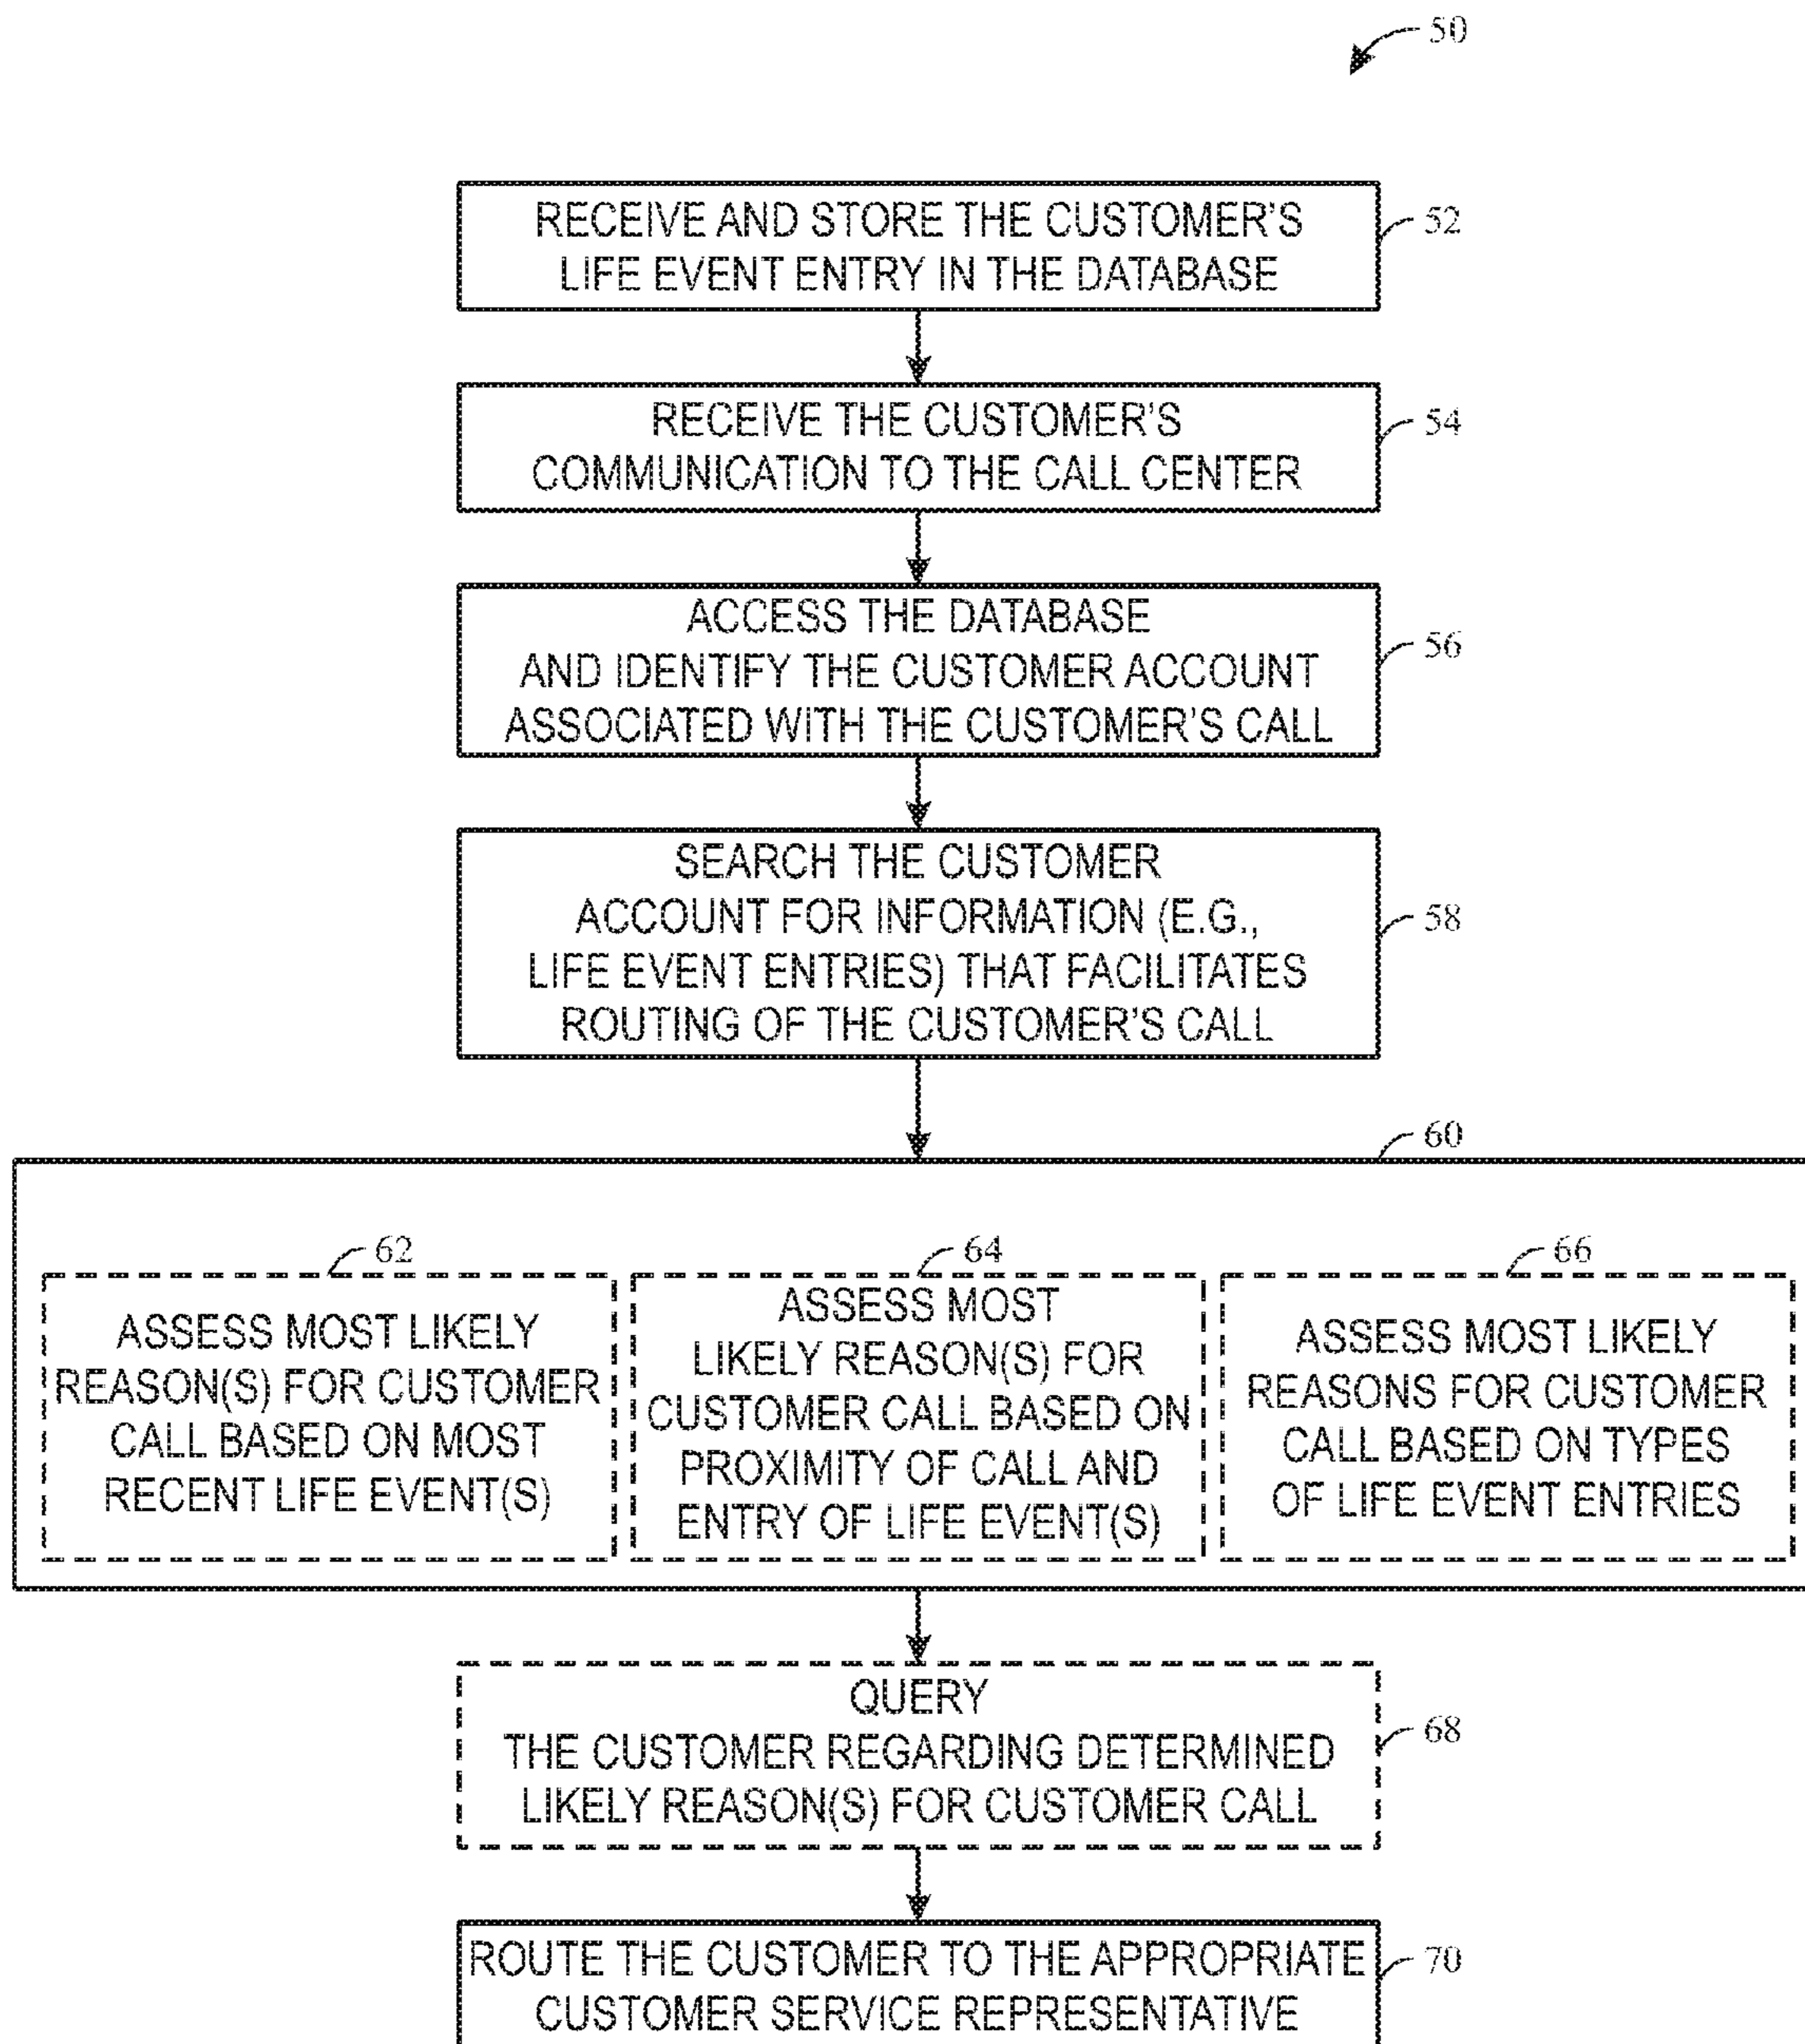 50
RECEIVE AND STORE THE CUSTOMER'S
LIFE EVENT ENTRY IN THE DATABASE
52
RECEIVE THE CUSTOMER'S
COMMUNICATION TO THE CALL CENTER
54
ACCESS THE DATABASE
AND IDENTIFY THE CUSTOMER ACCOUNT
ASSOCIATED WITH THE CUSTOMER'S CALL
56
SEARCH THE CUSTOMER
ACCOUNT FOR INFORMATION (E.G.,
LIFE EVENT ENTRIES) THAT FACILITATES
ROUTING OF THE CUSTOMER'S CALL
58
60
62
ASSESS MOST LIKELY
REASON(S) FOR CUSTOMER
CALL BASED ON MOST
RECENT LIFE EVENT(S)
64
ASSESS MOST
LIKELY REASON(S) FOR
CUSTOMER CALL BASED ON
PROXIMITY OF CALL AND
ENTRY OF LIFE EVENT(S)
66
ASSESS MOST LIKELY
REASONS FOR CUSTOMER
CALL BASED ON TYPES
OF LIFE EVENT ENTRIES
QUERY
THE CUSTOMER REGARDING DETERMINED
LIKELY REASON(S) FOR CUSTOMER CALL
68
ROUTE THE CUSTOMER TO THE APPROPRIATE
CUSTOMER SERVICE REPRESENTATIVE
70